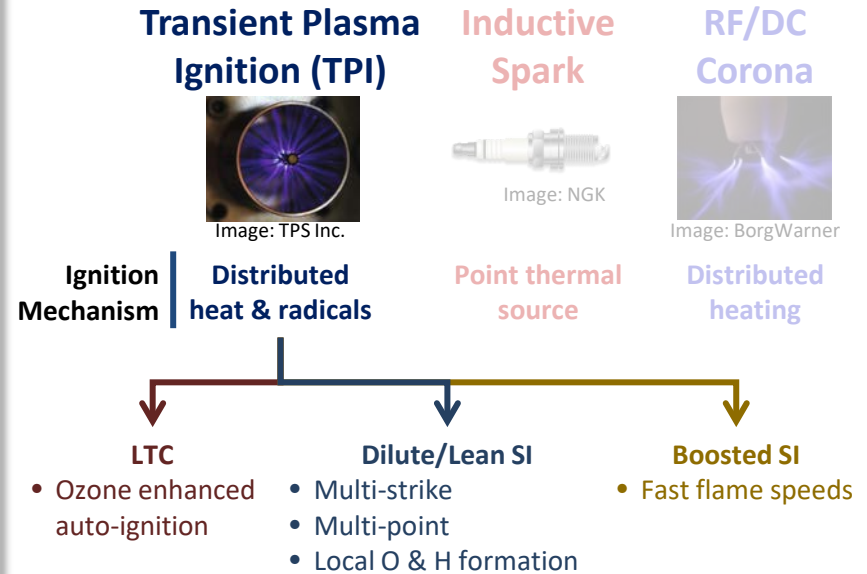 Transient Plasma
Ignition (TPI)
Inductive
Spark
RF/DC
Corona
Image: TPS Inc.
Image: NGK
Image: BorgWarner
Ignition
Mechanism
Distributed
heat & radicals
Point thermal
source
Distributed
heating
LTC
• Ozone enhanced
auto-ignition
Dilute/Lean SI
• Multi-strike
• Multi-point
• Local O & H formation
Boosted SI
• Fast flame speeds